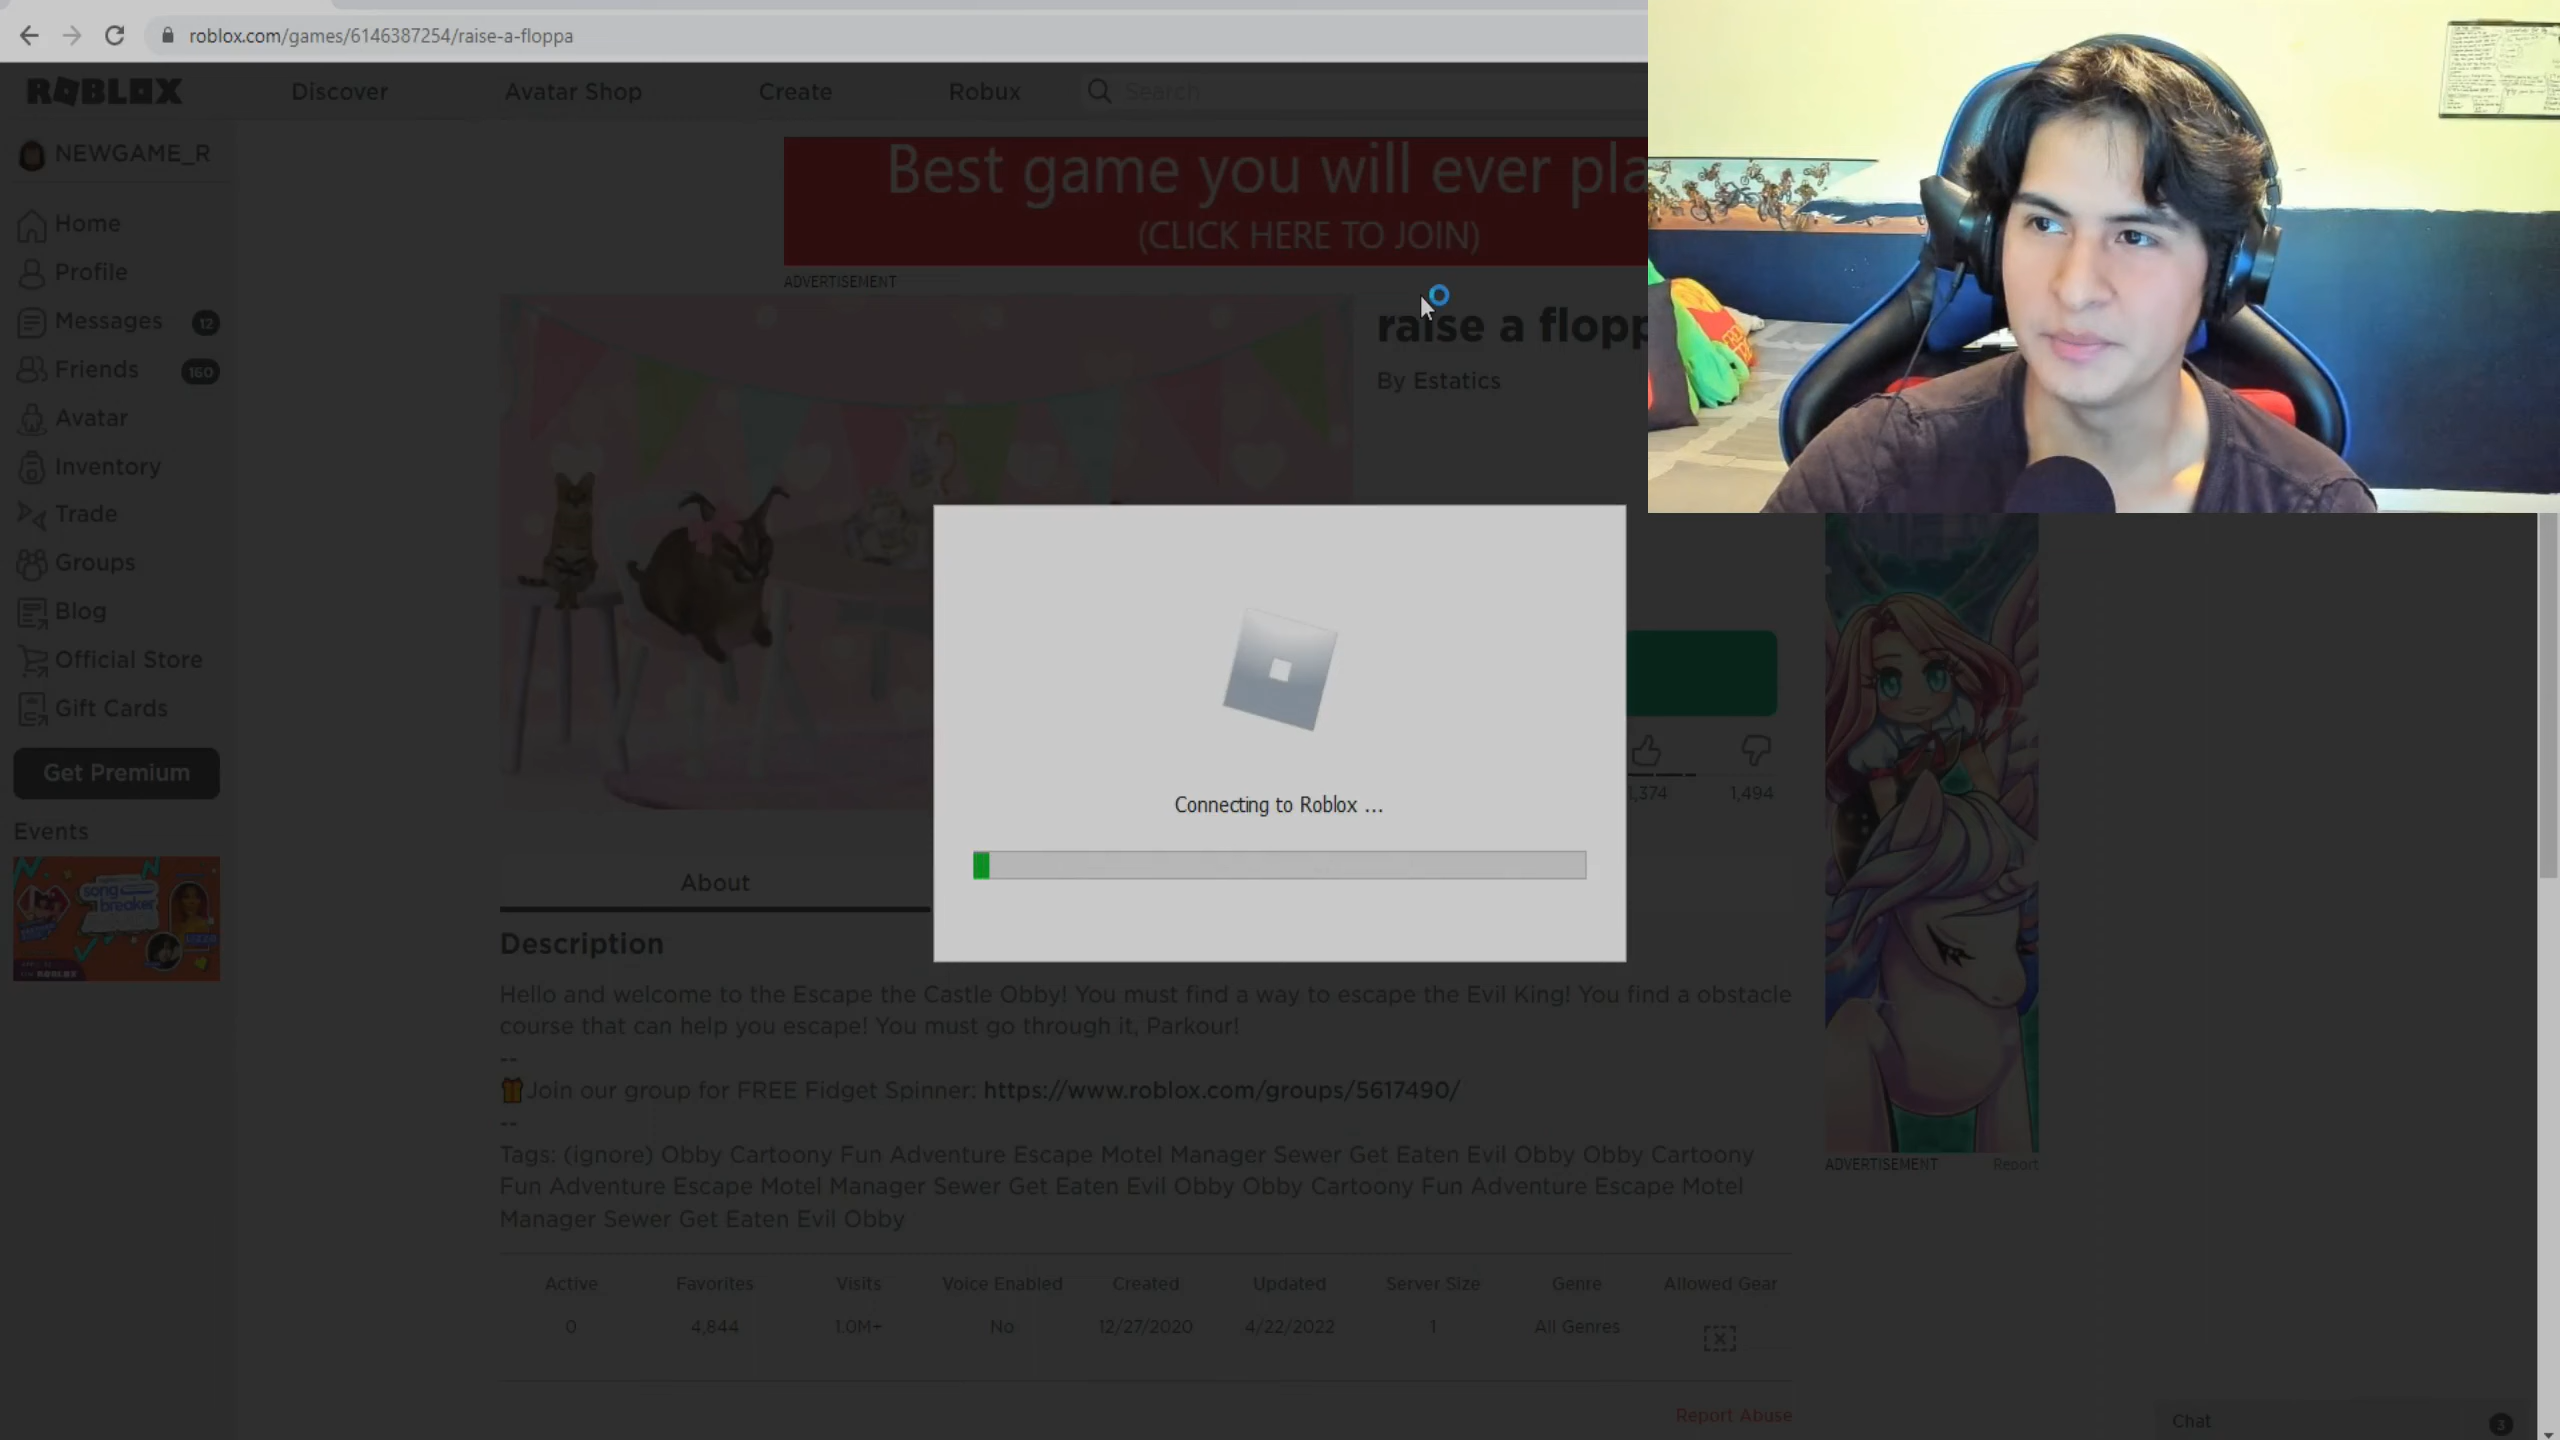 roblox.com/games/6146387254/raise-a-floppa
ROBLOX
Discover
Avatar Shop
Create
Robux
Search
NEWGAME_R
Home
Profile
Messages
12
Friends
160
Avatar
Inventory
Trade
Groups
Blog
Official Store
Gift Cards
Get Premium
Events
song
breaker
ROBLOX
Best game you will ever pla
(CLICK HERE TO JOIN)
ADVERTISEMENT
raise a flopp
By Estatics
Connecting to Roblox ...
1,374
1,494
About
Description
Hello and welcome to the Escape the Castle Obby! You must find a way to escape the Evil King! You find a obstacle
course that can help you escape! You must go through it, Parkour!
--
Join our group for FREE Fidget Spinner: https://www.roblox.com/groups/5617490/
--
Tags: (ignore) Obby Cartoony Fun Adventure Escape Motel Manager Sewer Get Eaten Evil Obby Obby Cartoony
Fun Adventure Escape Motel Manager Sewer Get Eaten Evil Obby Obby Cartoony Fun Adventure Escape Motel
Manager Sewer Get Eaten Evil Obby
Active Favorites Visits Voice Enabled Created Updated Server Size Genre Allowed Gear
0 4,844 1.0M+ No 12/27/2020 4/22/2022 1 All Genres
Report Abuse
ADVERTISEMENT Report
Chat
3